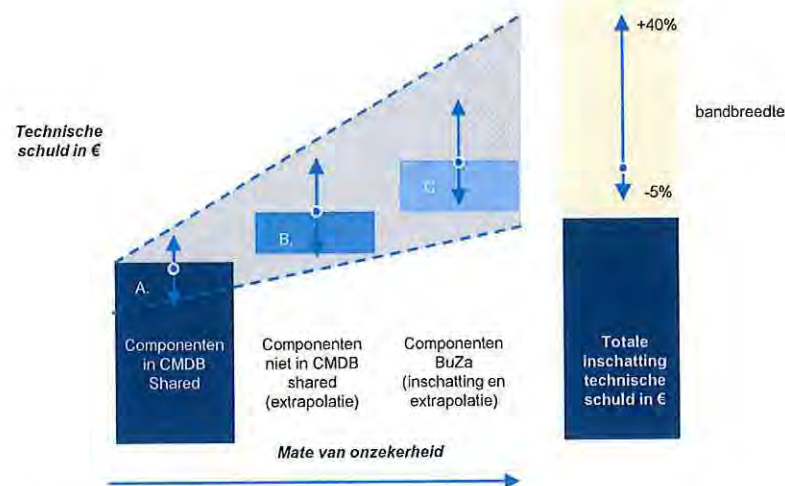 +40%
Technische
schuld in €
bandbreedte
-5%
C.
B.
A.
Componenten
in CMDB
Shared
Componenten
niet in CMDB
shared
(extrapolatie)
Componenten
BuZa
(inschatting en
extrapolatie)
Totale
inschatting
technische
schuld in €
Mate van onzekerheid